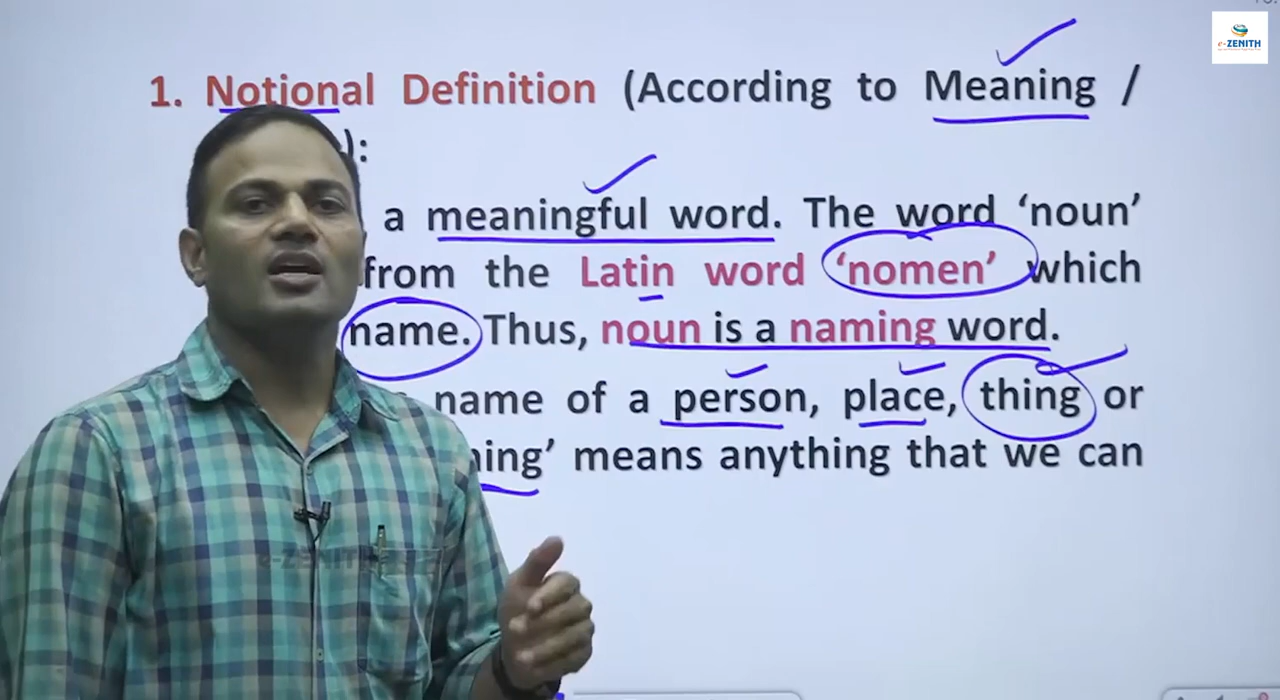 1. Notional Definition (According to Meaning /
):
a meaningful word. The word ‘noun’
from the Latin word ‘nomen’ which
name. Thus, noun is a naming word.
name of a person, place, thing or
ing’ means anything that we can
e-ZENITH
e-ZENITH